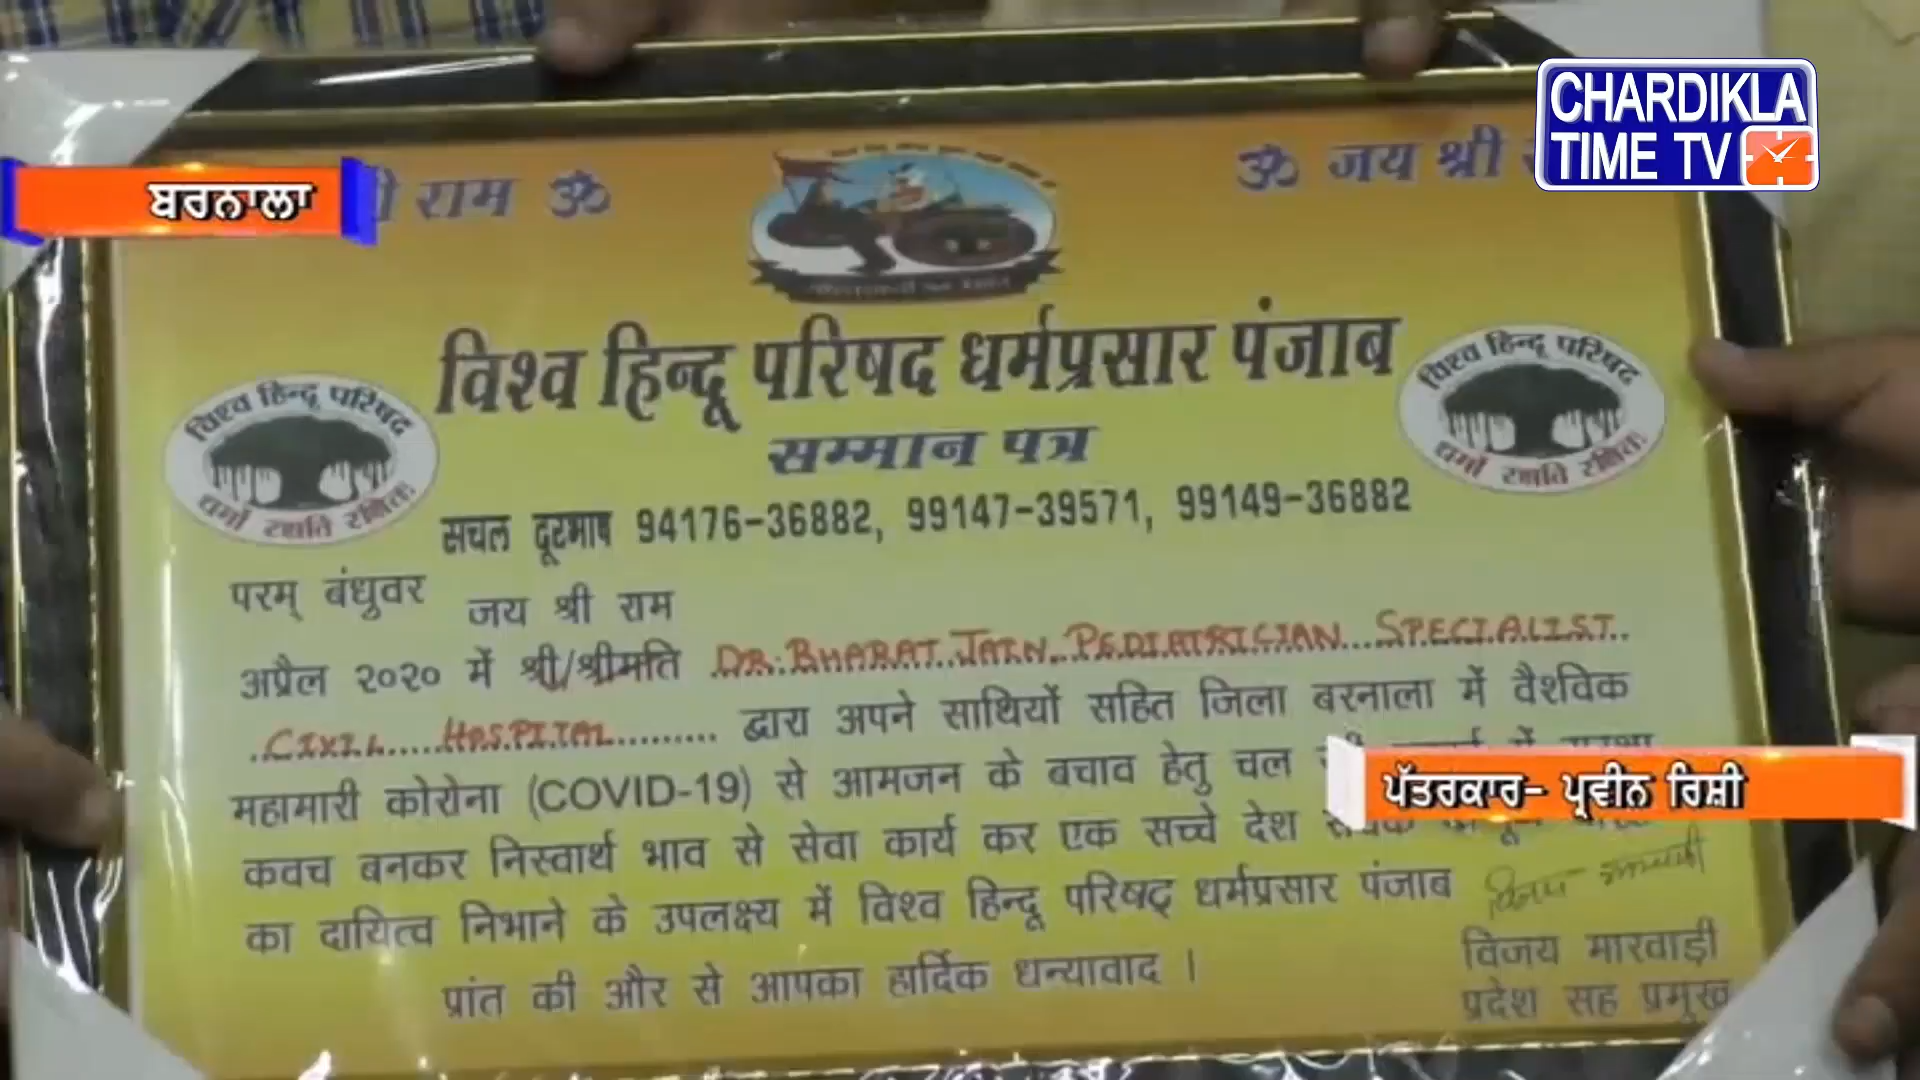 CHARDIKLA
TIME TV
ਬਰਨਾਲਾ
राम ॐ
ॐ जय श्री
विश्व हिन्दू परिषद धर्मप्रसार पंजाब
सम्मान पत्र
विश्व हिन्दू परिषद
धर्मो रक्षति रक्षितः
विश्व हिन्दू परिषद
धर्मो रक्षति रक्षितः
सचल दूरभाष 94176-36882, 99147-39571, 99149-36882
परम् बंधुवर
जय श्री राम
अप्रैल २०२० में श्री/श्रीमति DR. BHARAT JAIN PEDIATRICIAN SPECIALIST
CIVIL HOSPITAL द्वारा अपने साथियों सहित जिला बरनाला में वैश्विक
महामारी कोरोना (COVID-19) से आमजन के बचाव हेतु चल
कवच बनकर निस्वार्थ भाव से सेवा कार्य कर एक सच्चे देश
का दायित्व निभाने के उपलक्ष्य में विश्व हिन्दू परिषद् धर्मप्रसार पंजाब
प्रांत की और से आपका हार्दिक धन्यवाद ।
विजय मारवाड़ी
प्रदेश सह प्रमुख
ਪੱਤਰਕਾਰ- ਪ੍ਰਵੀਨ ਰਿਸ਼ੀ